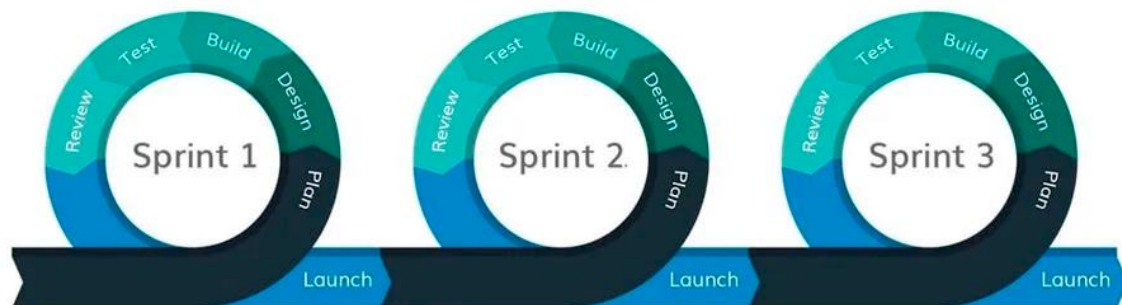 Build
Test
Design
Review
Sprint 1
Plan
Launch
Build
Test
Design
Review
Sprint 2.
Plan
Launch
Build
Test
Design
Review
Sprint 3
Plan
Launch